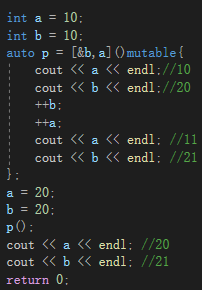 int a = 10;
int b = 10;
auto p = [&b,a]()mutable{
cout << a << endl;//10
cout << b << endl;//20
++b;
++a;
cout << a << endl; //11
cout << b << endl; //21
};
a = 20;
b = 20;
p();
cout << a << endl; //20
cout << b << endl; //21
return 0;